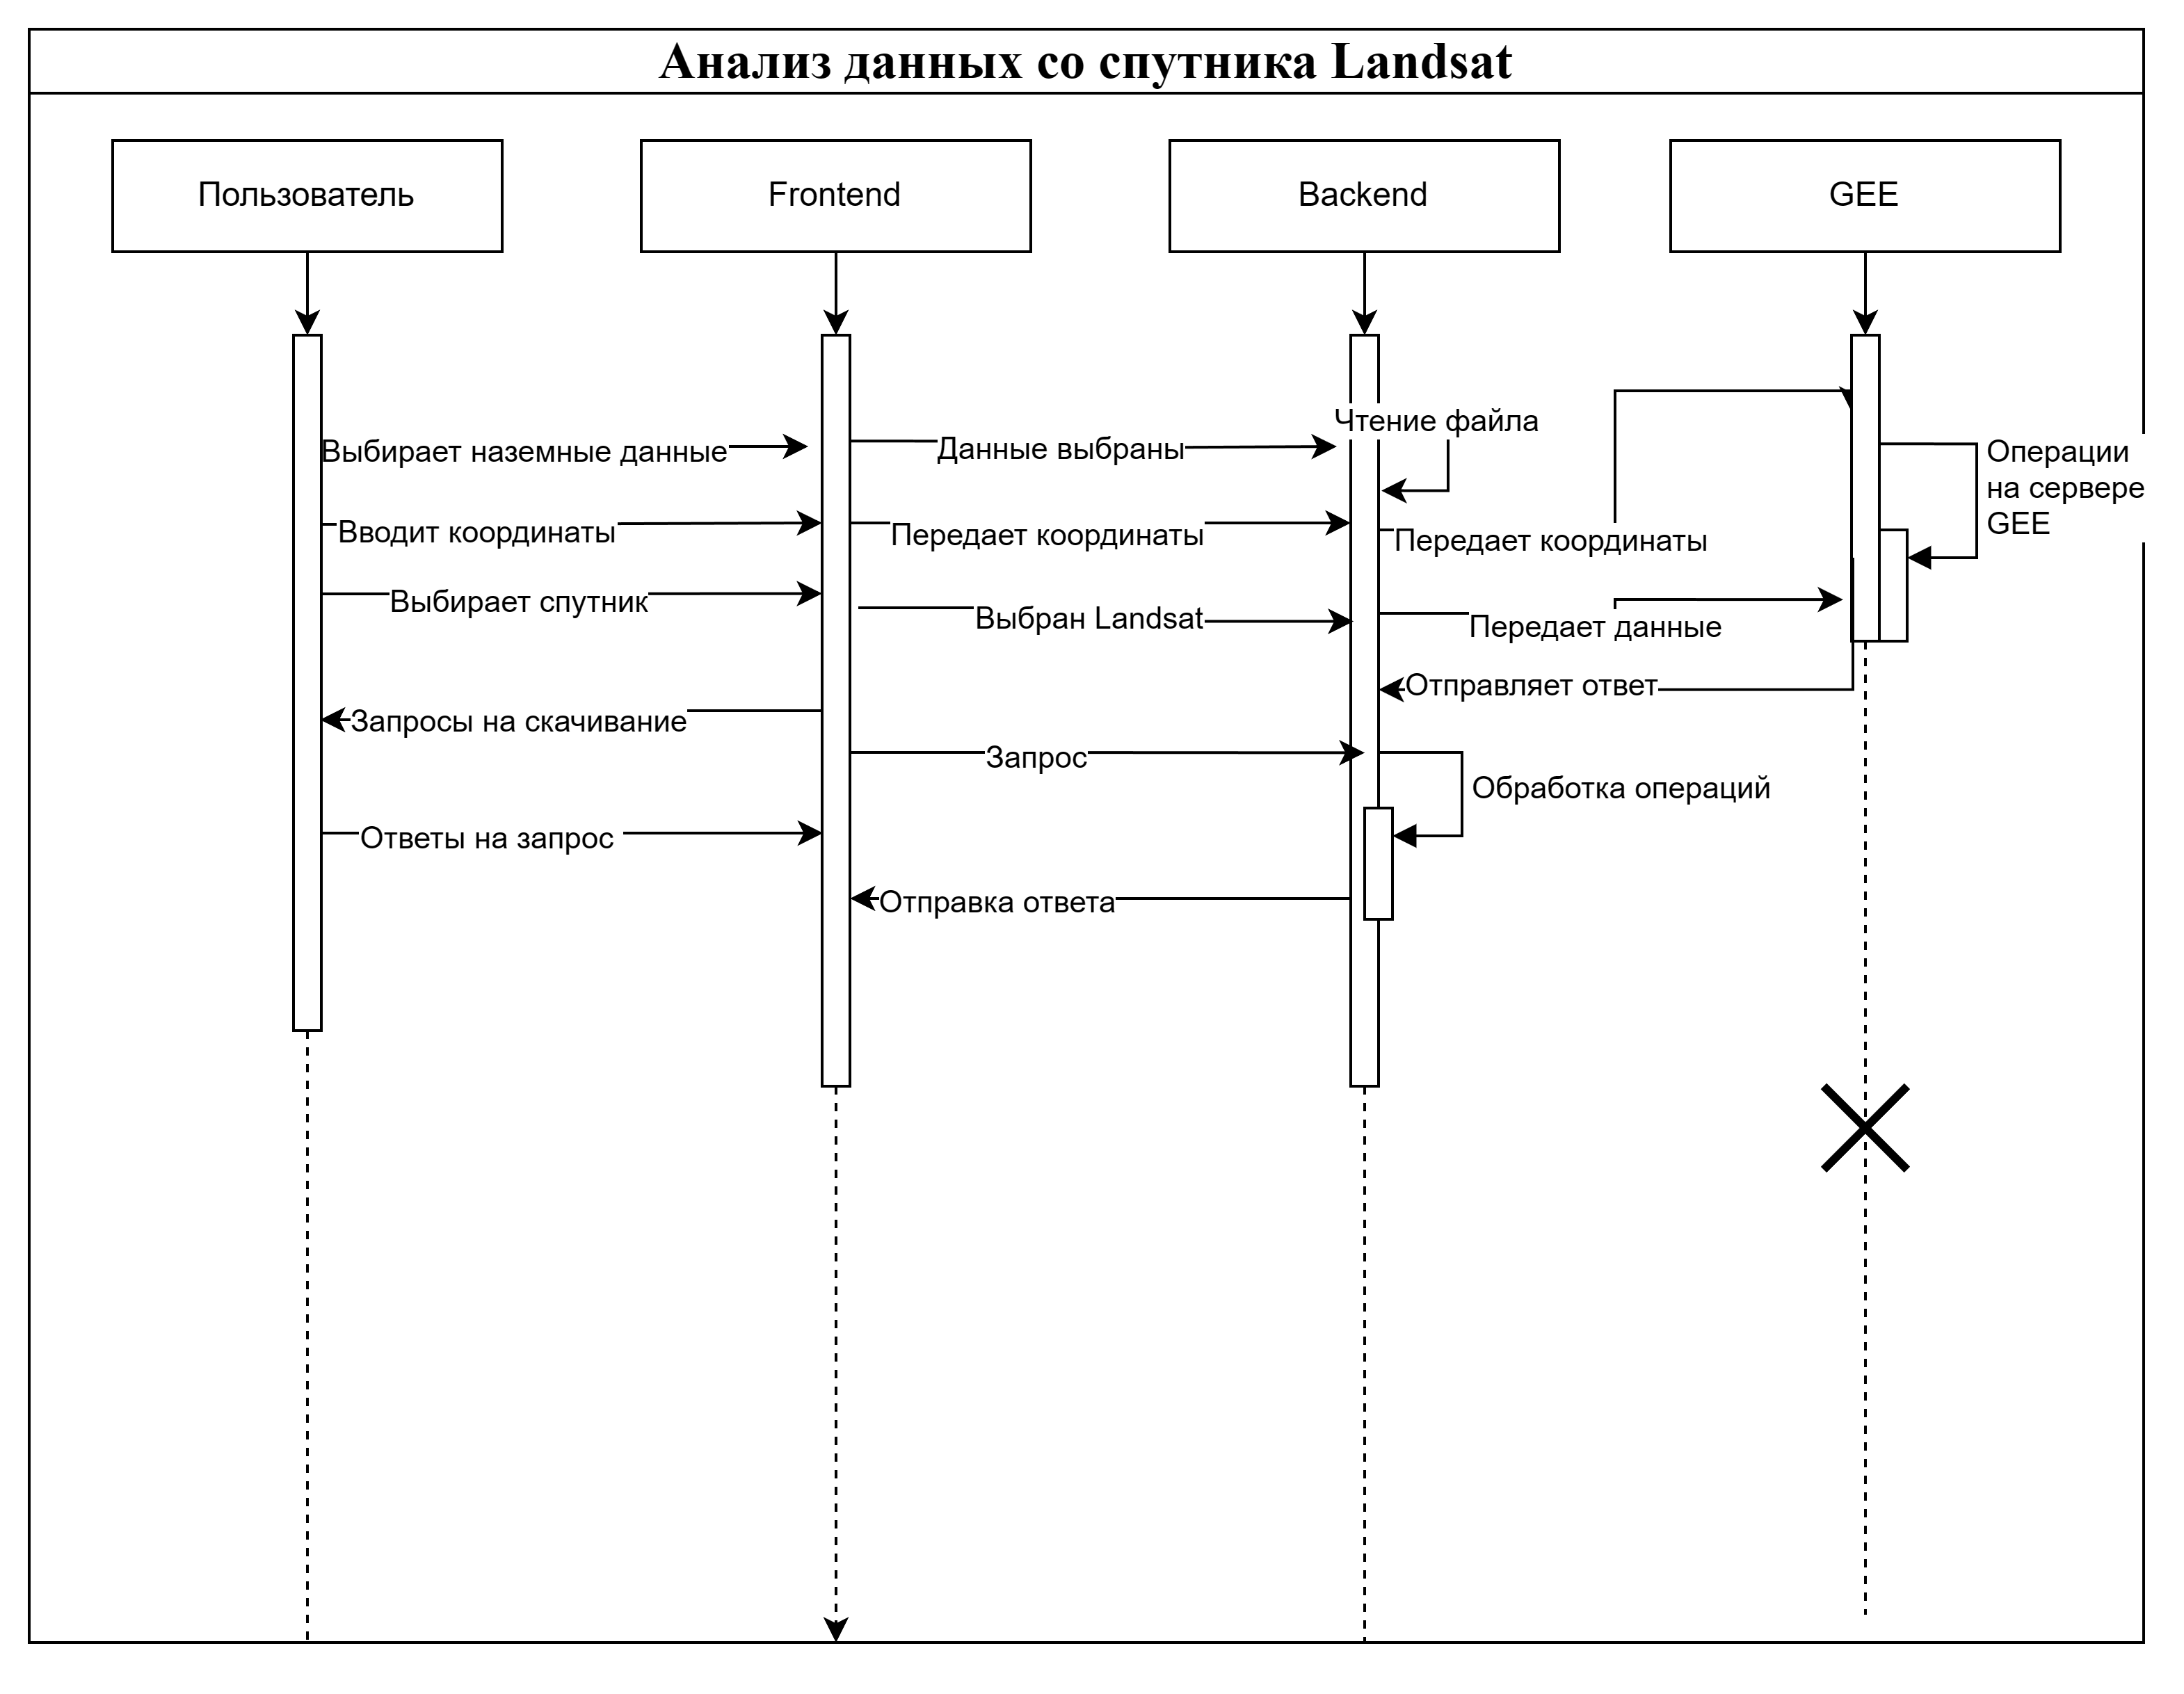 Анализ данных со спутника Landsat
Пользователь
Frontend
Backend
GEE
Чтение файла
Выбирает наземные данные
Данные выбраны
Операции
на сервере
GEE
Вводит координаты
Передает координаты
Передает координаты
Выбирает спутник
Выбран Landsat
Передает данные
Отправляет ответ
Запросы на скачивание
Запрос
Обработка операций
Ответы на запрос
Отправка ответа